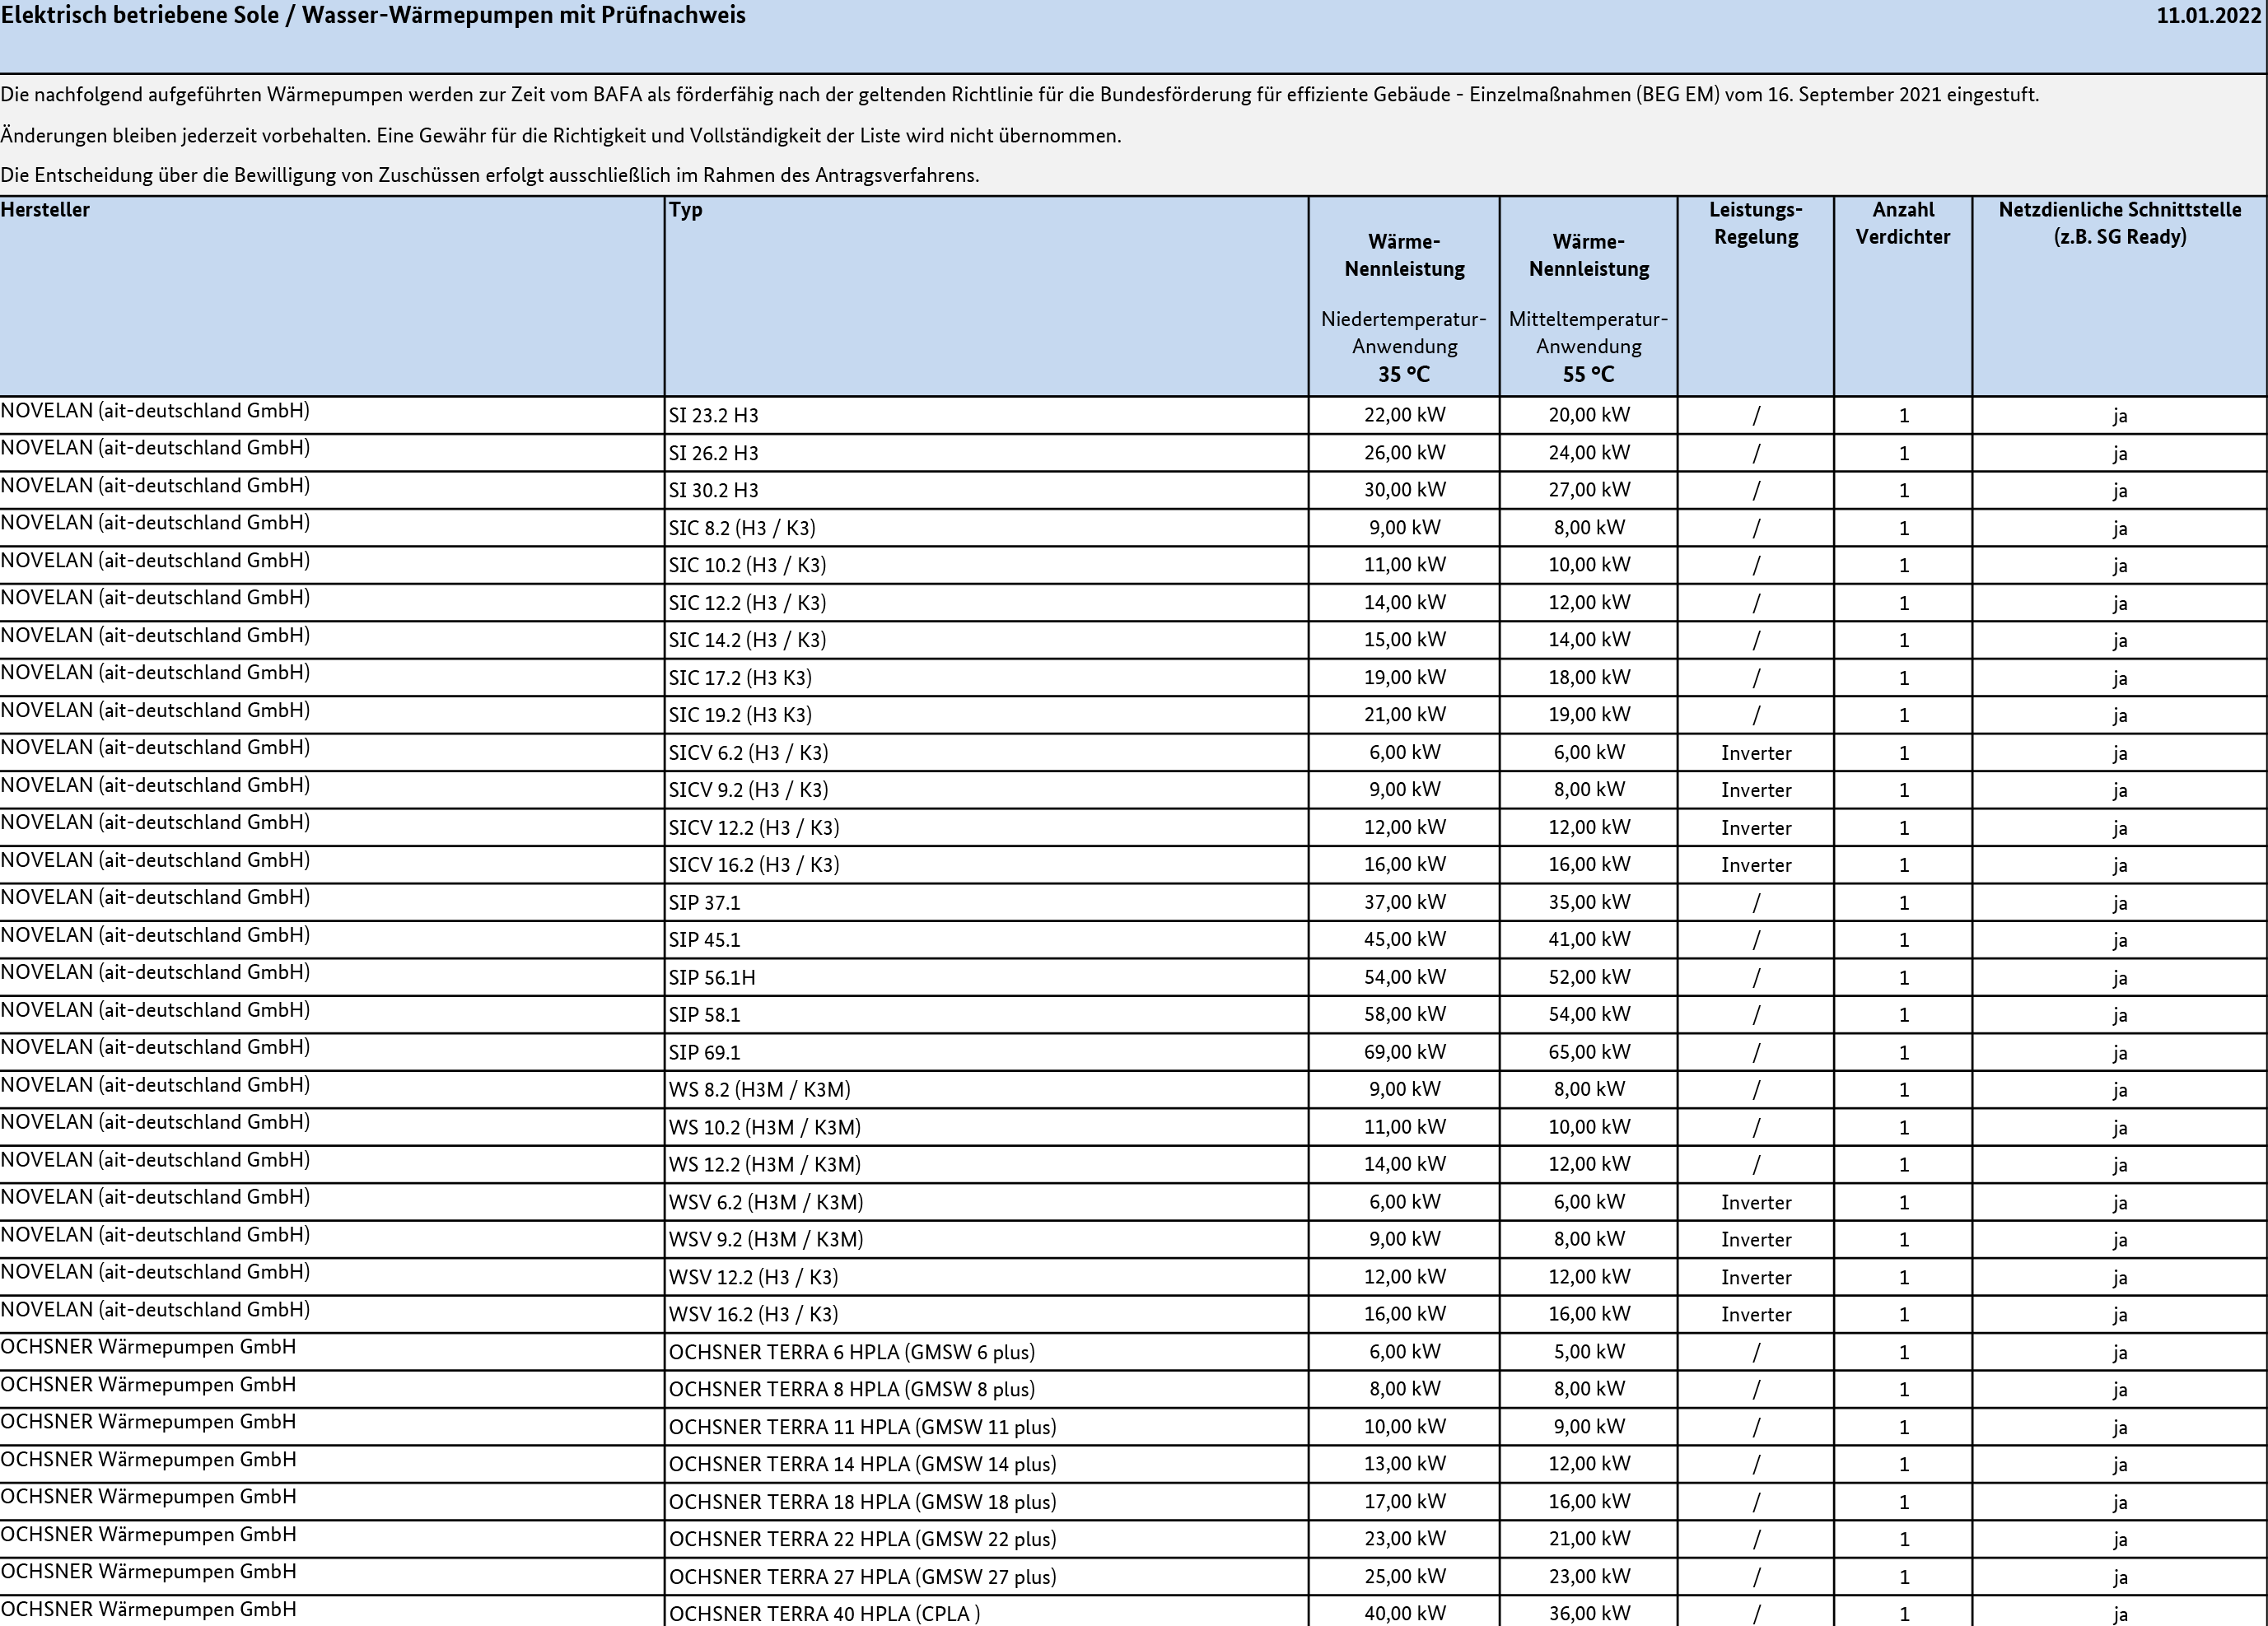 Elektrisch betriebene Sole / Wasser-Wärmepumpen mit Prüfnachweis 11.01.2022
Die nachfolgend aufgeführten Wärmepumpen werden zur Zeit vom BAFA als förderfähig nach der geltenden Richtlinie für die Bundesförderung für effiziente Gebäude - Einzelmaßnahmen (BEG EM) vom 16. September 2021 eingestuft.
Änderungen bleiben jederzeit vorbehalten. Eine Gewähr für die Richtigkeit und Vollständigkeit der Liste wird nicht übernommen.
Die Entscheidung über die Bewilligung von Zuschüssen erfolgt ausschließlich im Rahmen des Antragsverfahrens.
Hersteller Typ Leistungs- Anzahl Netzdienliche Schnittstelle
Regelung Verdichter (z.B. SG Ready)
Wärme- Wärme-
Nennleistung Nennleistung
Niedertemperatur- Mitteltemperatur-
Anwendung Anwendung
35 °C 55 °C
NOVELAN (ait-deutschland GmbH) SI 23.2 H3 22,00 kW 20,00 kW / 1 ja
NOVELAN (ait-deutschland GmbH) SI 26.2 H3 26,00 kW 24,00 kW / 1 ja
NOVELAN (ait-deutschland GmbH) SI 30.2 H3 30,00 kW 27,00 kW / 1 ja
NOVELAN (ait-deutschland GmbH) SIC 8.2 (H3 / K3) 9,00 kW 8,00 kW / 1 ja
NOVELAN (ait-deutschland GmbH) SIC 10.2 (H3 / K3) 11,00 kW 10,00 kW / 1 ja
NOVELAN (ait-deutschland GmbH) SIC 12.2 (H3 / K3) 14,00 kW 12,00 kW / 1 ja
NOVELAN (ait-deutschland GmbH) SIC 14.2 (H3 / K3) 15,00 kW 14,00 kW / 1 ja
NOVELAN (ait-deutschland GmbH) SIC 17.2 (H3 K3) 19,00 kW 18,00 kW / 1 ja
NOVELAN (ait-deutschland GmbH) SIC 19.2 (H3 K3) 21,00 kW 19,00 kW / 1 ja
NOVELAN (ait-deutschland GmbH) SICV 6.2 (H3 / K3) 6,00 kW 6,00 kW Inverter 1 ja
NOVELAN (ait-deutschland GmbH) SICV 9.2 (H3 / K3) 9,00 kW 8,00 kW Inverter 1 ja
NOVELAN (ait-deutschland GmbH) SICV 12.2 (H3 / K3) 12,00 kW 12,00 kW Inverter 1 ja
NOVELAN (ait-deutschland GmbH) SICV 16.2 (H3 / K3) 16,00 kW 16,00 kW Inverter 1 ja
NOVELAN (ait-deutschland GmbH) SIP 37.1 37,00 kW 35,00 kW / 1 ja
NOVELAN (ait-deutschland GmbH) SIP 45.1 45,00 kW 41,00 kW / 1 ja
NOVELAN (ait-deutschland GmbH) SIP 56.1H 54,00 kW 52,00 kW / 1 ja
NOVELAN (ait-deutschland GmbH) SIP 58.1 58,00 kW 54,00 kW / 1 ja
NOVELAN (ait-deutschland GmbH) SIP 69.1 69,00 kW 65,00 kW / 1 ja
NOVELAN (ait-deutschland GmbH) WS 8.2 (H3M / K3M) 9,00 kW 8,00 kW / 1 ja
NOVELAN (ait-deutschland GmbH) WS 10.2 (H3M / K3M) 11,00 kW 10,00 kW / 1 ja
NOVELAN (ait-deutschland GmbH) WS 12.2 (H3M / K3M) 14,00 kW 12,00 kW / 1 ja
NOVELAN (ait-deutschland GmbH) WSV 6.2 (H3M / K3M) 6,00 kW 6,00 kW Inverter 1 ja
NOVELAN (ait-deutschland GmbH) WSV 9.2 (H3M / K3M) 9,00 kW 8,00 kW Inverter 1 ja
NOVELAN (ait-deutschland GmbH) WSV 12.2 (H3 / K3) 12,00 kW 12,00 kW Inverter 1 ja
NOVELAN (ait-deutschland GmbH) WSV 16.2 (H3 / K3) 16,00 kW 16,00 kW Inverter 1 ja
OCHSNER Wärmepumpen GmbH OCHSNER TERRA 6 HPLA (GMSW 6 plus) 6,00 kW 5,00 kW / 1 ja
OCHSNER Wärmepumpen GmbH OCHSNER TERRA 8 HPLA (GMSW 8 plus) 8,00 kW 8,00 kW / 1 ja
OCHSNER Wärmepumpen GmbH OCHSNER TERRA 11 HPLA (GMSW 11 plus) 10,00 kW 9,00 kW / 1 ja
OCHSNER Wärmepumpen GmbH OCHSNER TERRA 14 HPLA (GMSW 14 plus) 13,00 kW 12,00 kW / 1 ja
OCHSNER Wärmepumpen GmbH OCHSNER TERRA 18 HPLA (GMSW 18 plus) 17,00 kW 16,00 kW / 1 ja
OCHSNER Wärmepumpen GmbH OCHSNER TERRA 22 HPLA (GMSW 22 plus) 23,00 kW 21,00 kW / 1 ja
OCHSNER Wärmepumpen GmbH OCHSNER TERRA 27 HPLA (GMSW 27 plus) 25,00 kW 23,00 kW / 1 ja
OCHSNER Wärmepumpen GmbH OCHSNER TERRA 40 HPLA (CPLA ) 40,00 kW 36,00 kW / 1 ja